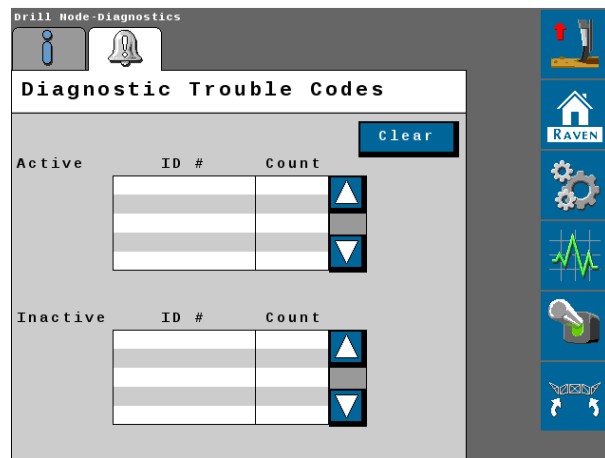 Drill Node-Diagnostics
Diagnostic Trouble Codes
Clear
Active ID # Count
RAVEN
Inactive ID # Count